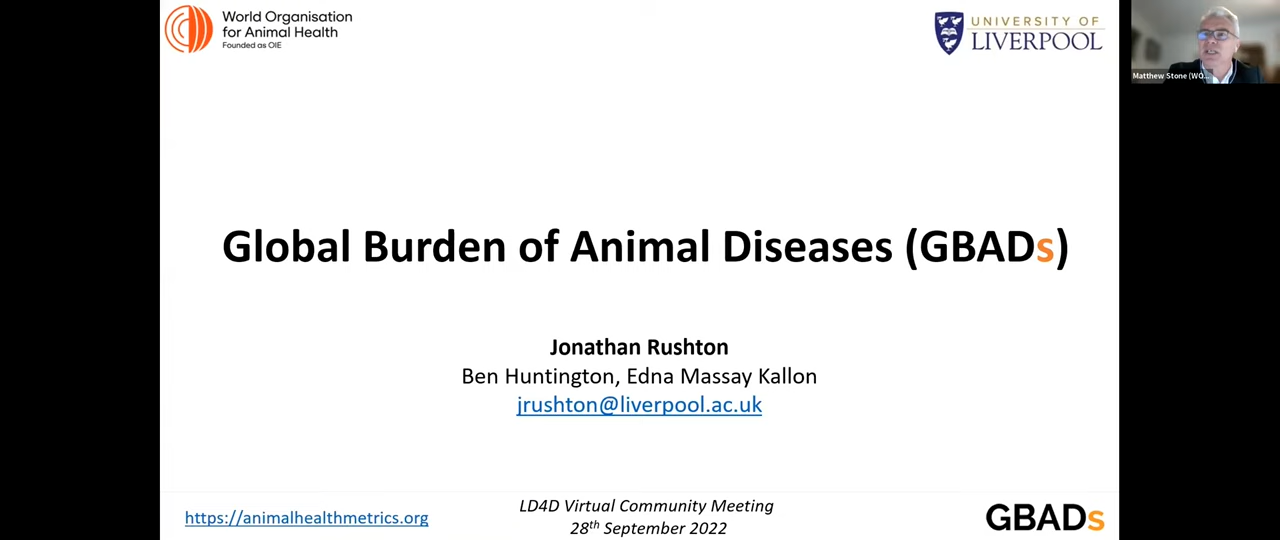 World Organisation
for Animal Health
Founded as OIE
UNIVERSITY OF
LIVERPOOL
Matthew Stone (WO...
Global Burden of Animal Diseases (GBADs)
Jonathan Rushton
Ben Huntington, Edna Massay Kallon
jrushton@liverpool.ac.uk
https://animalhealthmetrics.org
LD4D Virtual Community Meeting
28th September 2022
GBADs